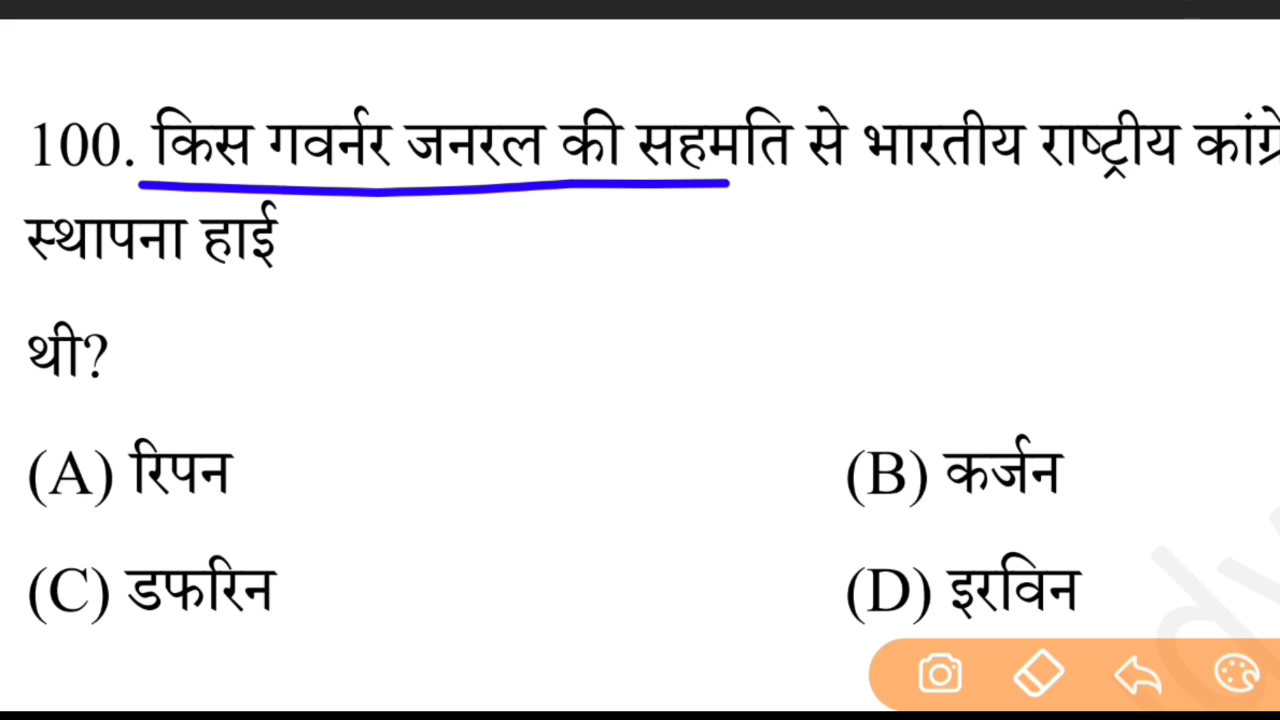 100. किस गवर्नर जनरल की सहमति से भारतीय राष्ट्रीय कांग्रे
स्थापना हाई
थी?
(A) रिपन (B) कर्जन
(C) डफरिन (D) इरविन